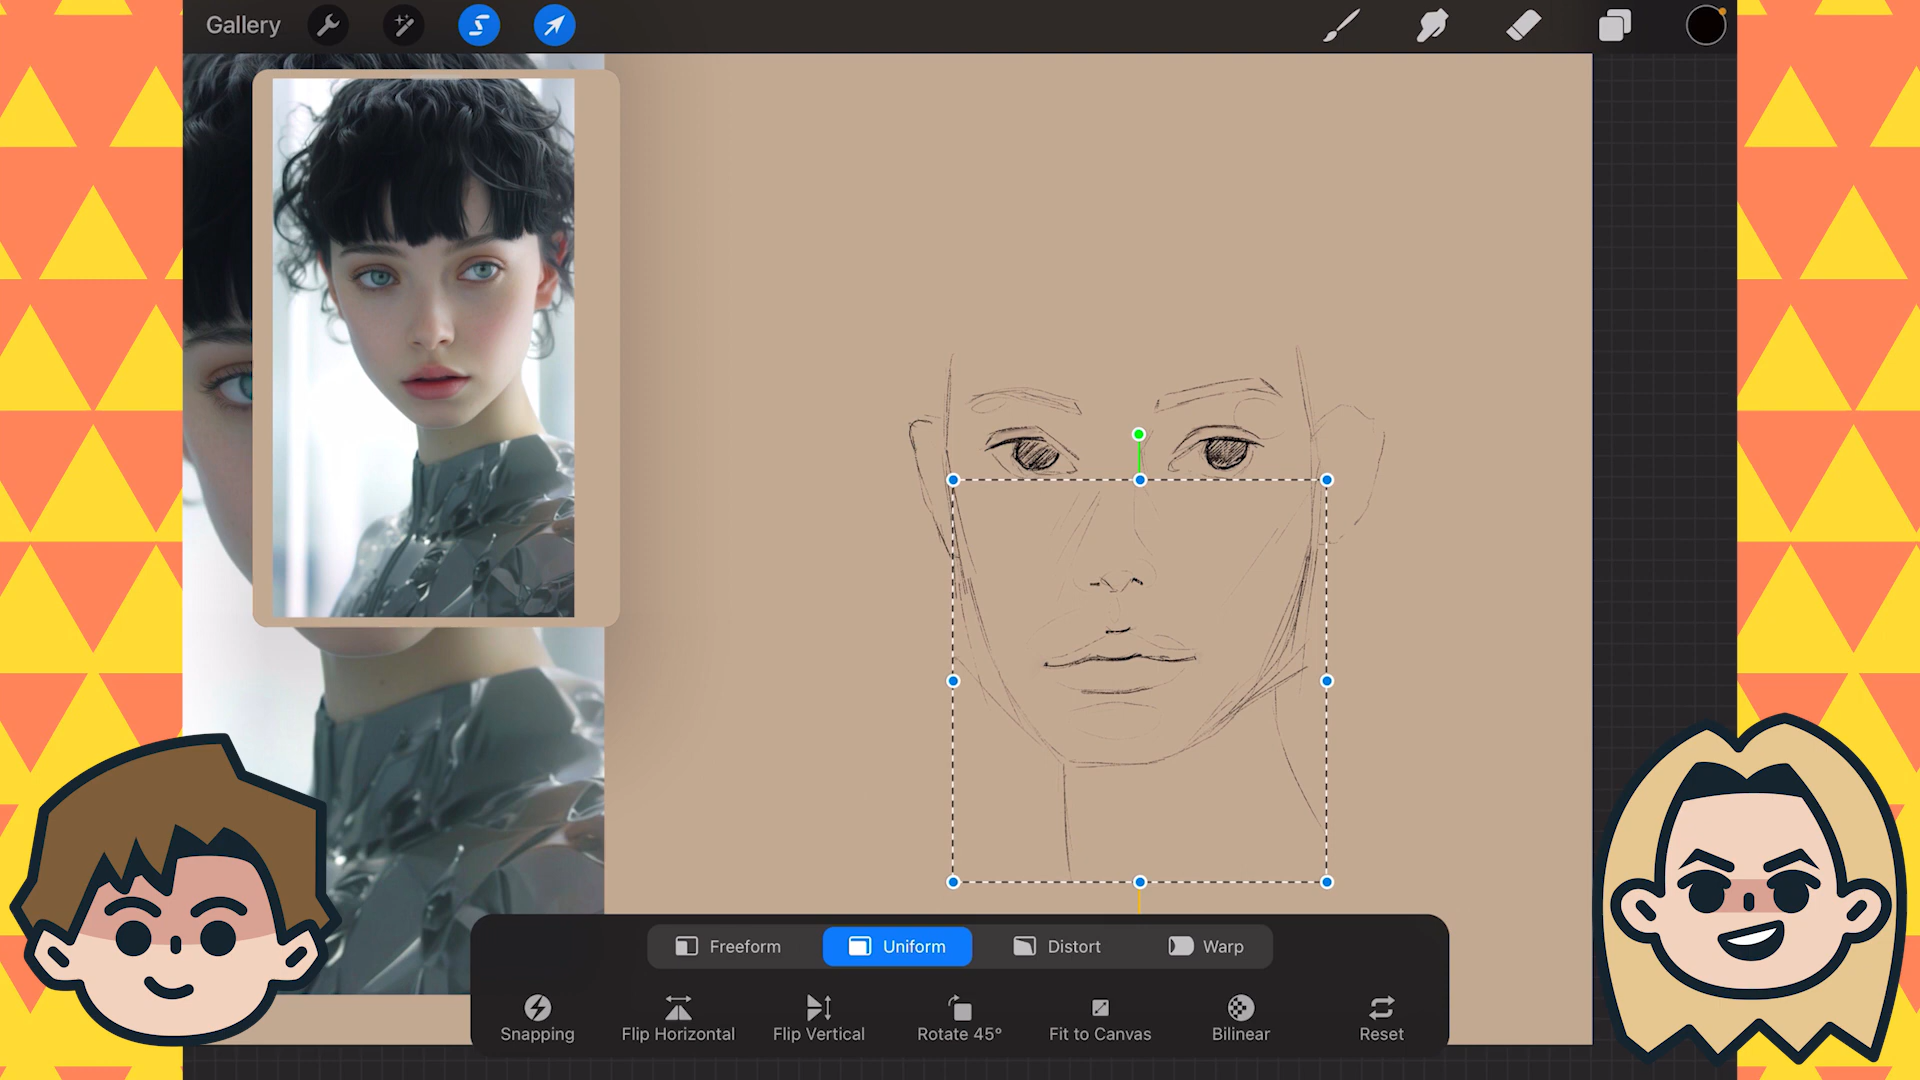 Gallery
Freeform Uniform Distort Warp
Snapping Flip Horizontal Flip Vertical Rotate 45° Fit to Canvas Bilinear Reset